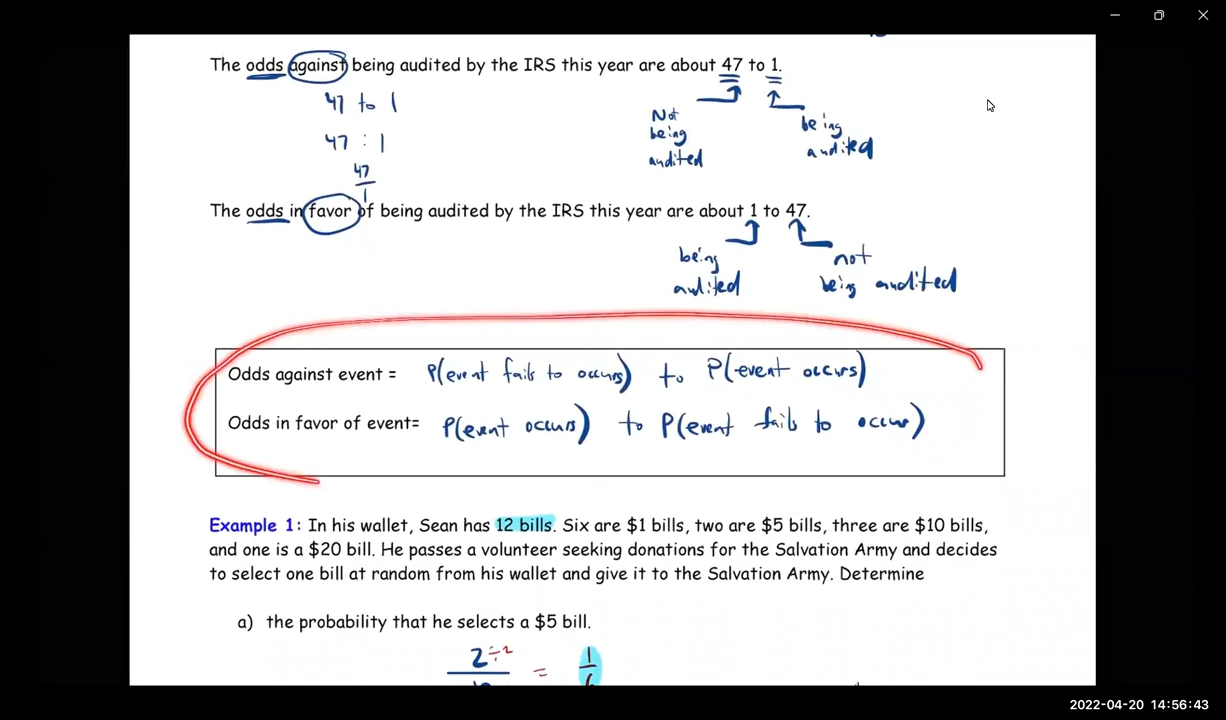 The odds against being audited by the IRS this year are about 47 to 1.
47 to 1
47 : 1
47
1
Not
being
audited
being
audited
The odds in favor of being audited by the IRS this year are about 1 to 47.
being
audited
not
being audited
Odds against event = P(event fails to occurs) to P(event occurs)
Odds in favor of event= P(event occurs) to P(event fails to occur)
Example 1: In his wallet, Sean has 12 bills. Six are $1 bills, two are $5 bills, three are $10 bills,
and one is a $20 bill. He passes a volunteer seeking donations for the Salvation Army and decides
to select one bill at random from his wallet and give it to the Salvation Army. Determine
a) the probability that he selects a $5 bill.
2 ÷2 = 1
2022-04-20 14:56:43